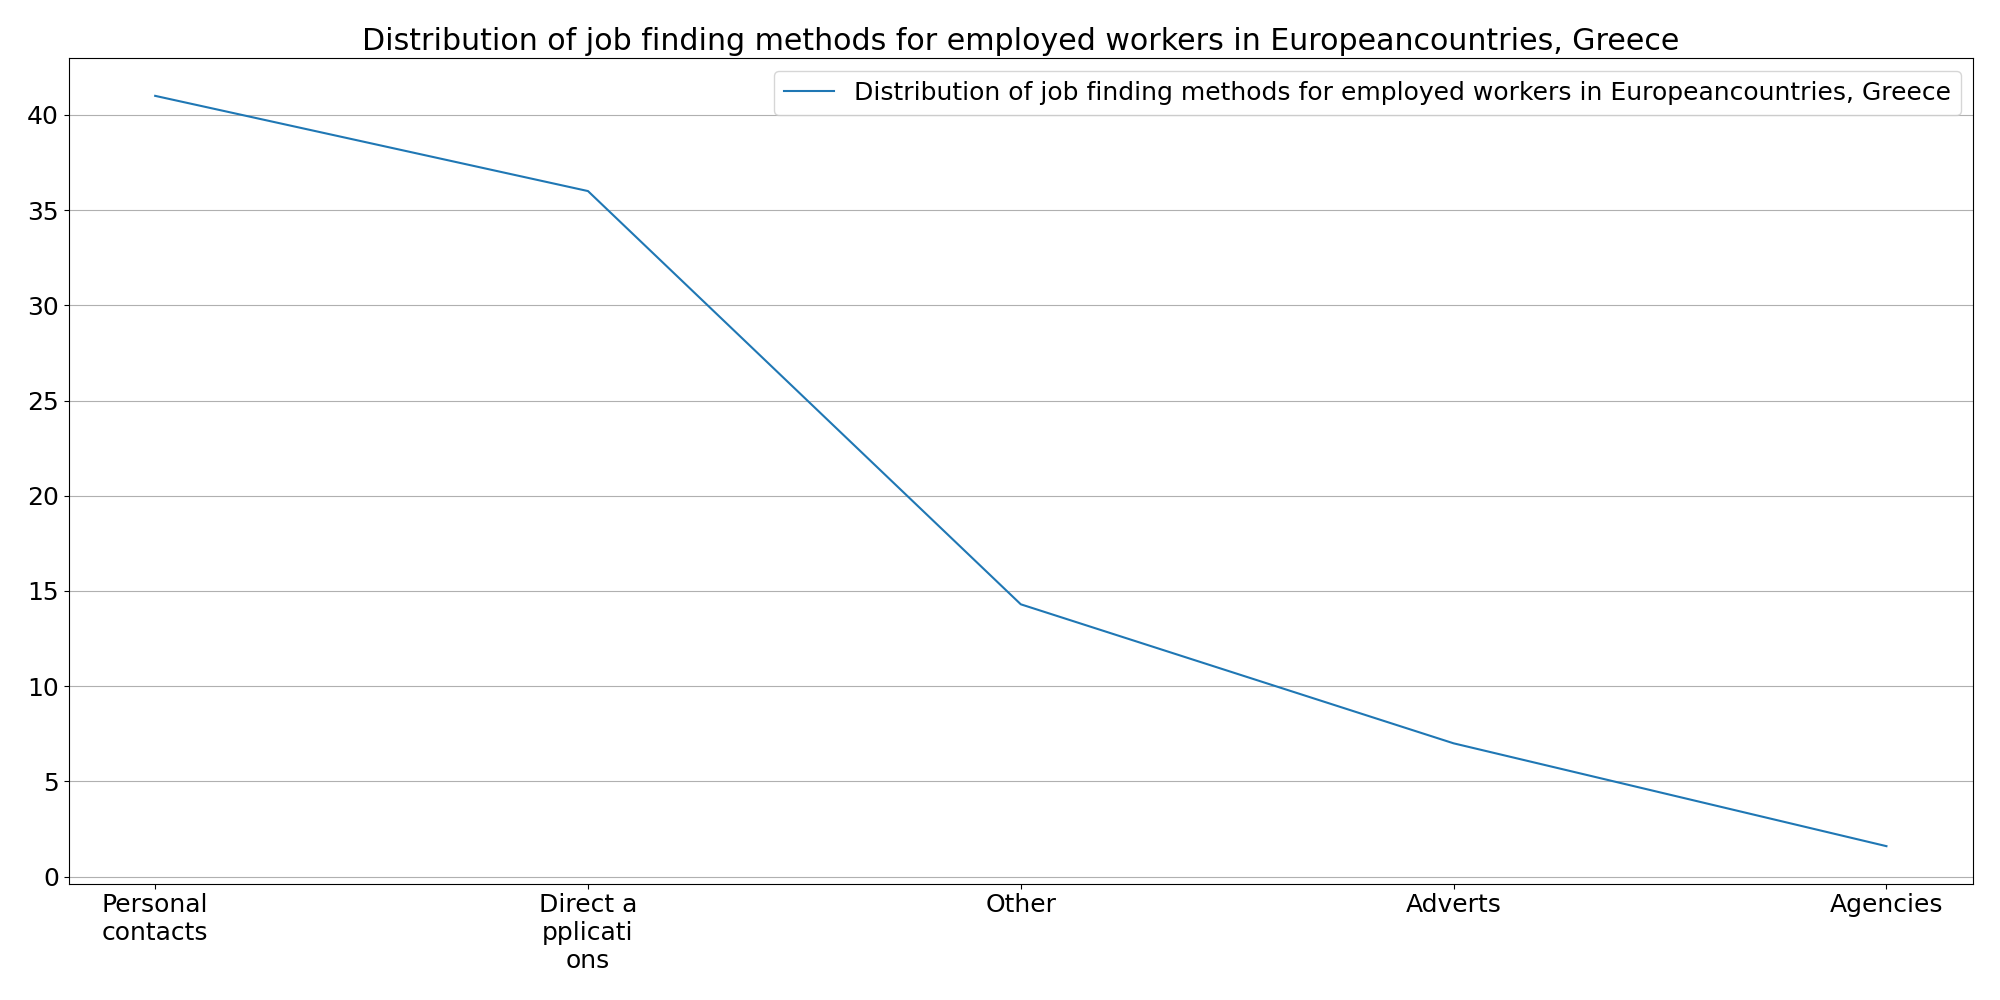 Distribution of job finding methods for employed workers in Europeancountries, Greece
Distribution of job finding methods for employed workers in Europeancountries, Greece
40
35
30
25
20
15
10
5
0
Personal
contacts
Direct a
pplicati
ons
Other
Adverts
Agencies